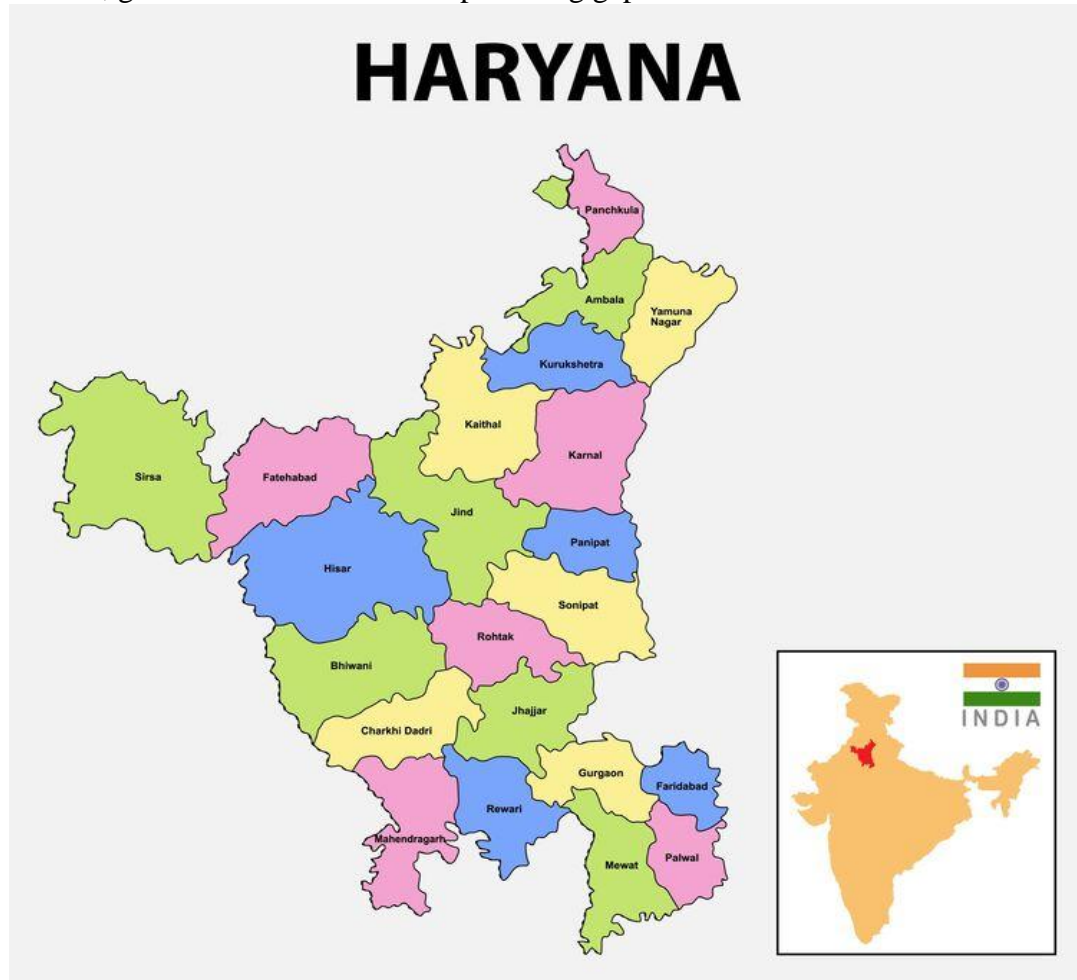 HARYANA
Panchkula
Ambala
Yamuna
Nagar
Kurukshetra
Kaithal
Karnal
Sirsa
Fatehabad
Jind
Panipat
Hisar
Sonipat
Rohtak
Bhiwani
Jhajjar
Charkhi Dadri
INDIA
Gurgaon
Faridabad
Rewari
Mahendragarh
Mewat
Palwal